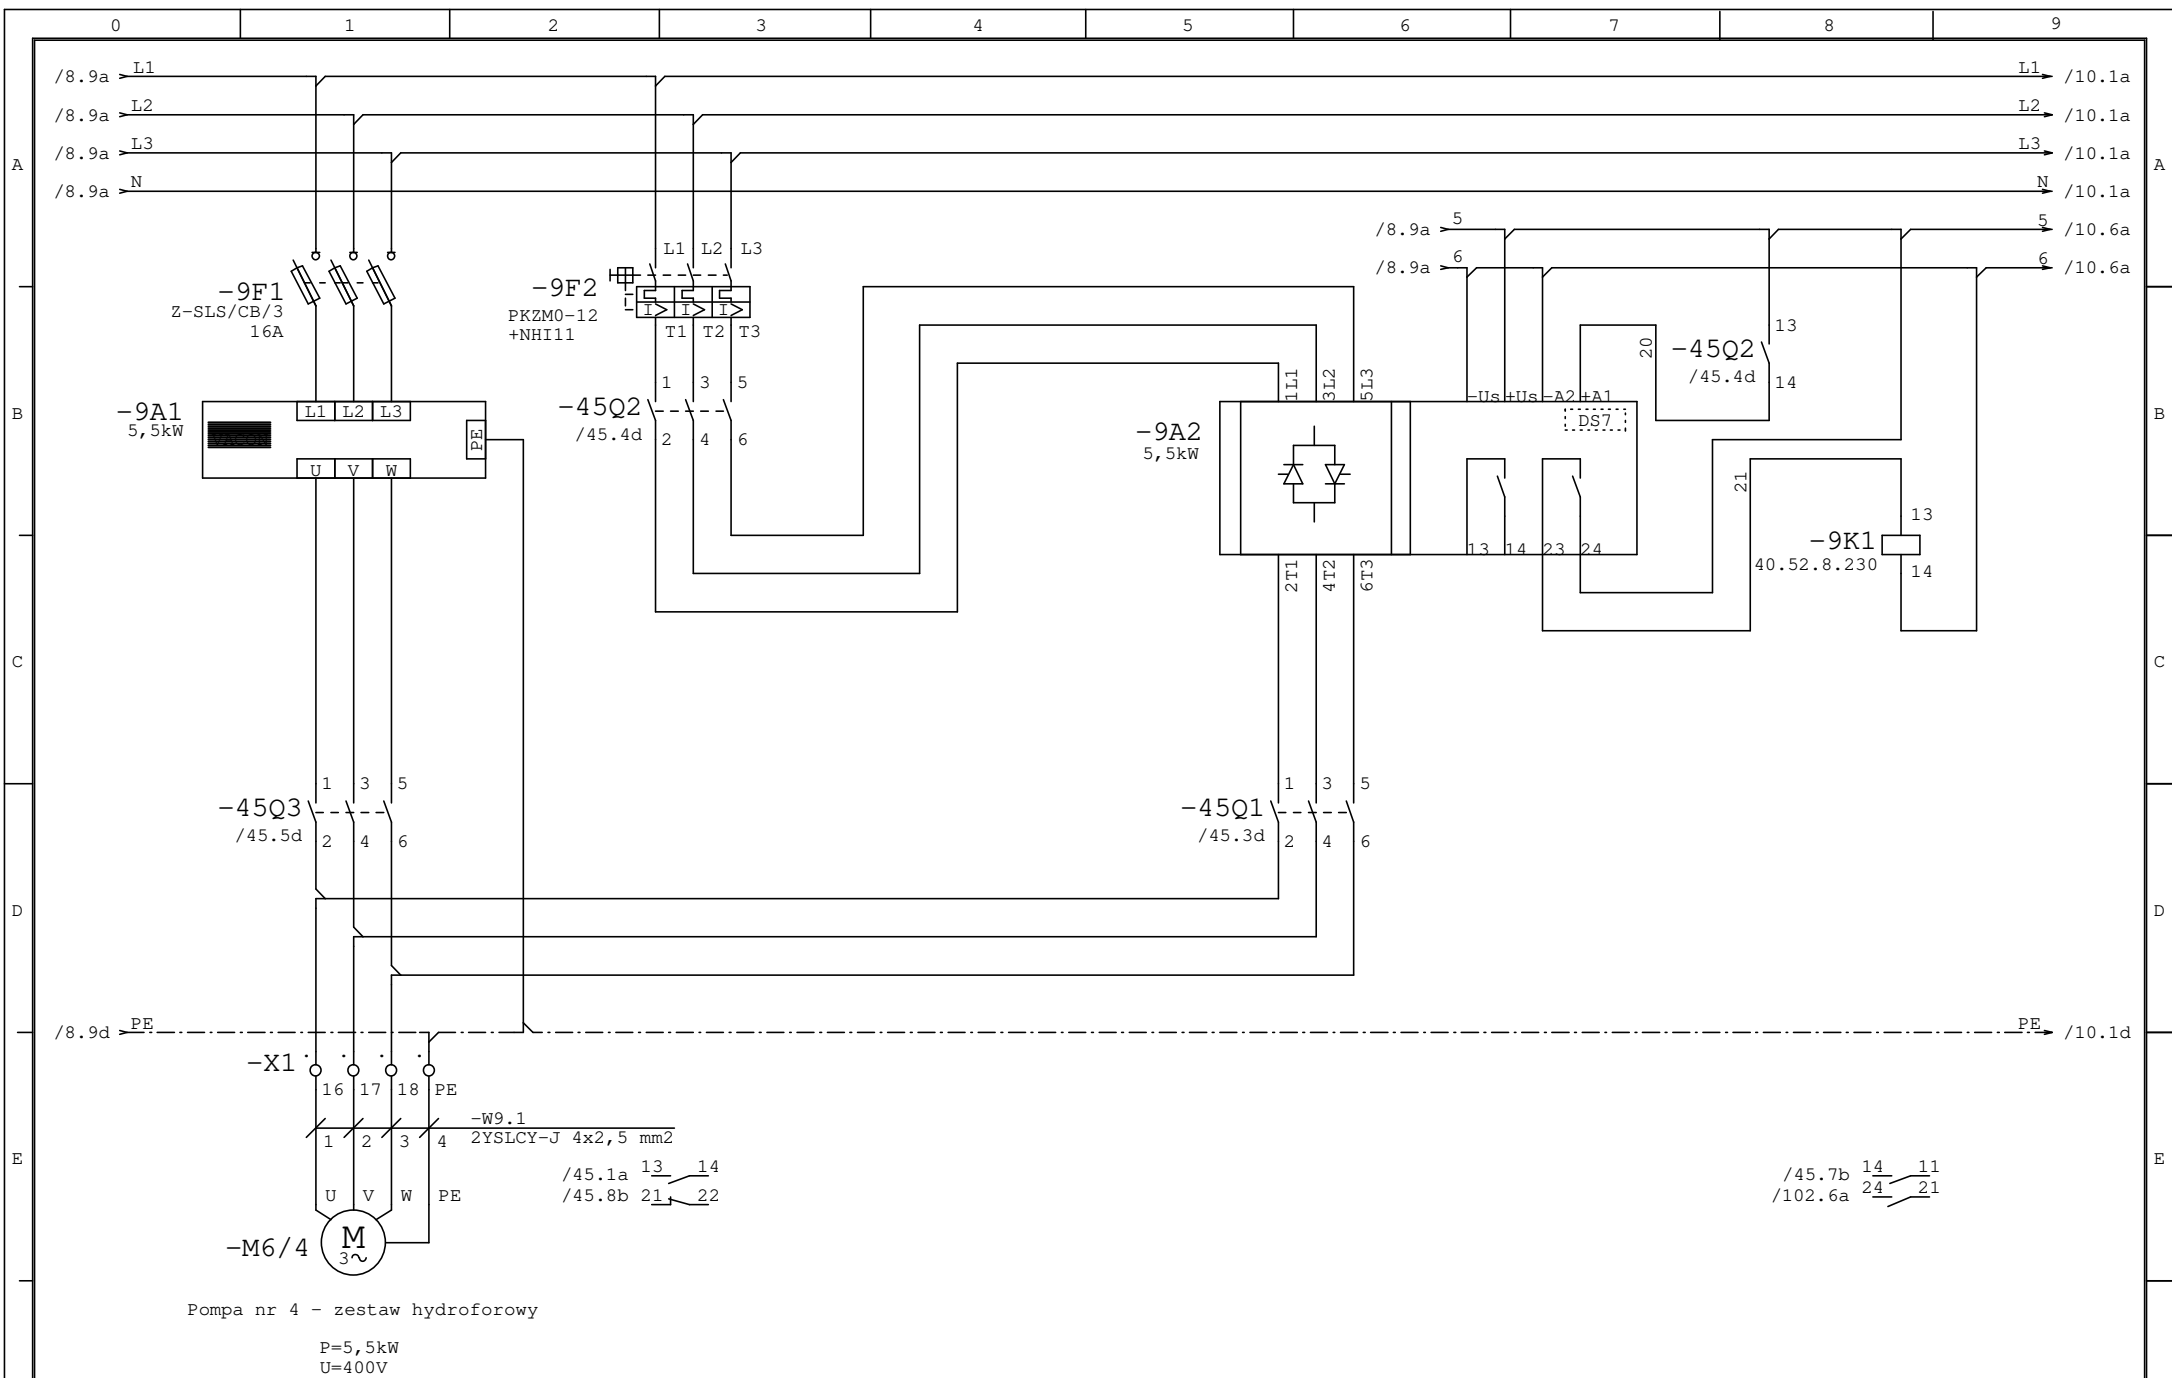 0 1 2 3 4 5 6 7 8 9
/8.9a L1 L1 /10.1a
/8.9a L2 L2 /10.1a
/8.9a L3 L3 /10.1a
A A
/8.9a N N /10.1a
/8.9a 5 5 /10.6a
/8.9a 6 6 /10.6a
L1 L2 L3
-9F1
Z-SLS/CB/3
16A
-9F2
PKZM0-12
+NHI11
I> I> I>
T1 T2 T3
13
20
-45Q2
/45.4d
14
1 3 5
-45Q2
/45.4d
2 4 6
1L1 3L2 5L3
-Us +Us -A2 +A1
DS7
B B
-9A1
5,5kW
L1 L2 L3
PE
U V W
-9A2
5,5kW
21
13
-9K1
40.52.8.230
14
13 14 23 24
2T1 4T2 6T3
C C
1 3 5
-45Q3
/45.5d
2 4 6
1 3 5
-45Q1
/45.3d
2 4 6
D D
/8.9d PE PE /10.1d
-X1
16 17 18 PE
-W9.1
1 2 3 4
2YSLCY-J 4x2,5 mm2
E E
/45.1a 13 14
/45.8b 21 22
/45.7b 14 11
/102.6a 24 21
U V W PE
-M6/4
M
3~
Pompa nr 4 - zestaw hydroforowy
P=5,5kW
U=400V